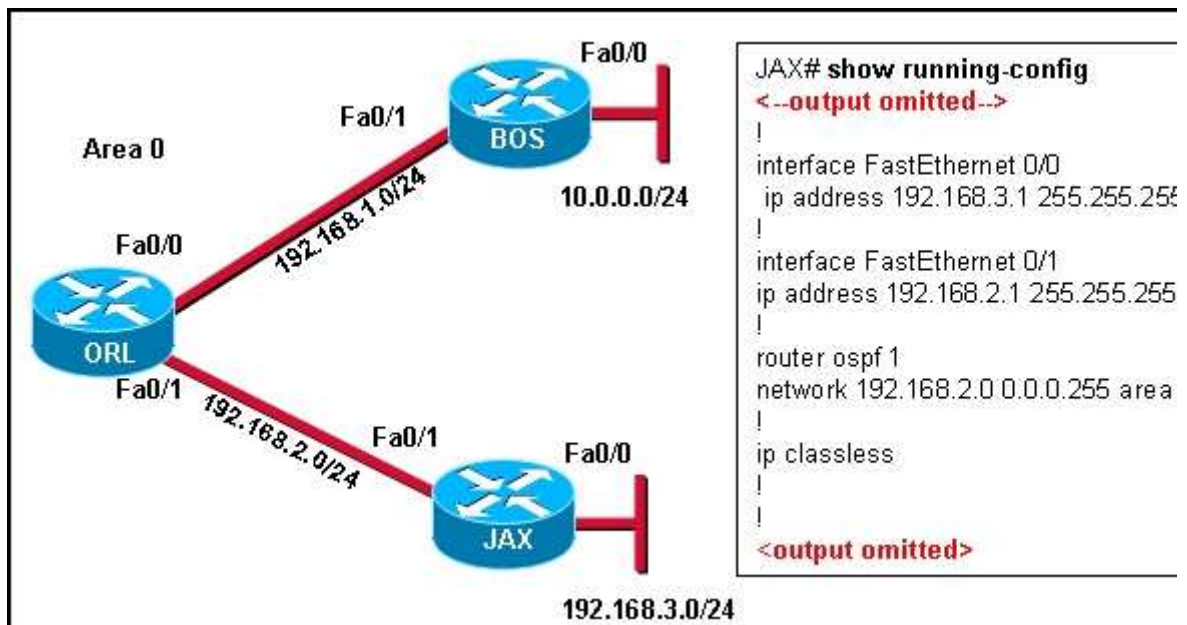 Fa0/0
Fa0/1
BOS
Area 0
10.0.0.0/24
192.168.1.0/24
Fa0/0
ORL
Fa0/1
192.168.2.0/24
Fa0/1
Fa0/0
JAX
192.168.3.0/24
JAX# show running-config
<--output omitted-->
!
interface FastEthernet 0/0
ip address 192.168.3.1 255.255.255
!
interface FastEthernet 0/1
ip address 192.168.2.1 255.255.255
!
router ospf 1
network 192.168.2.0 0.0.0.255 area
!
ip classless
!
!
<output omitted>